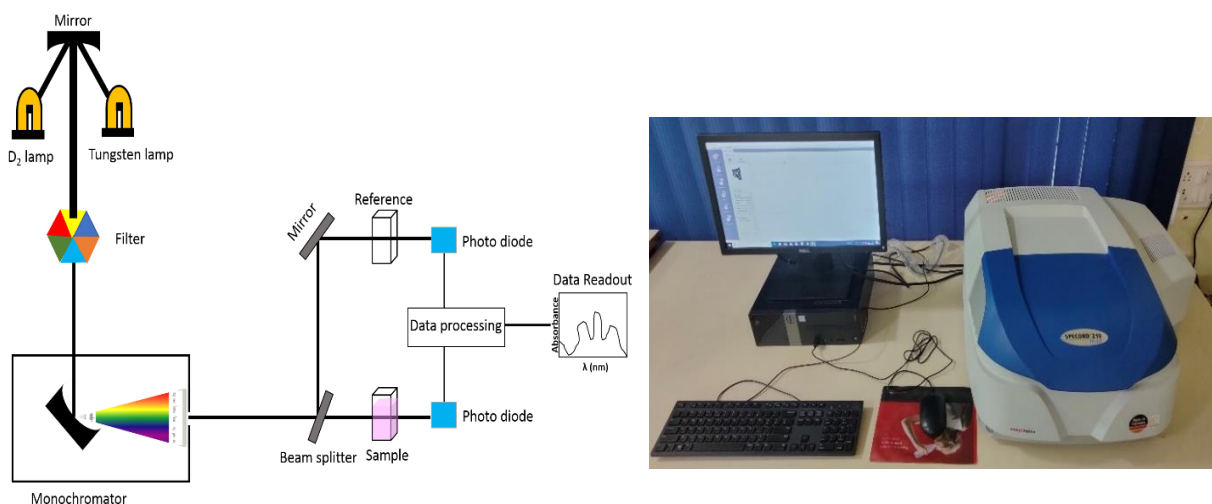 Mirror
D₂ lamp
Tungsten lamp
Filter
Monochromator
Beam splitter
Mirror
Reference
Sample
Photo diode
Photo diode
Data processing
Data Readout
Absorbance
λ (nm)
SPECORD 210